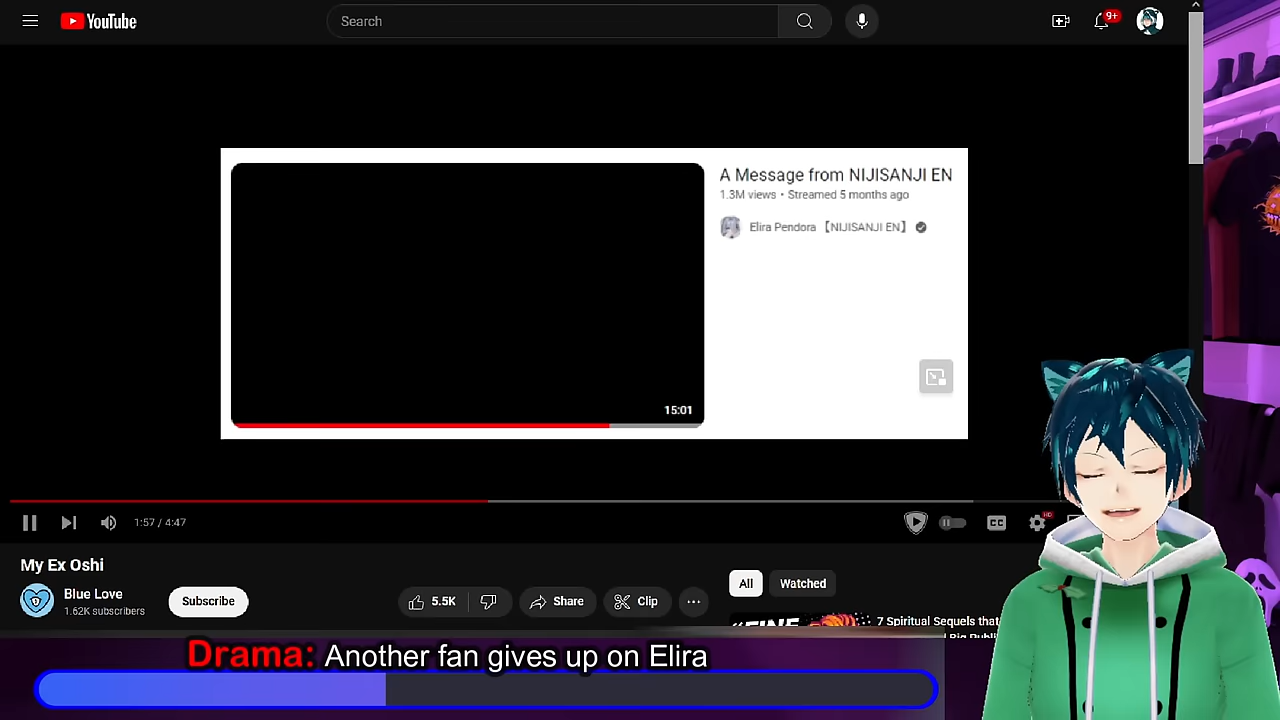 YouTube
Search
9+
A Message from NIJISANJI EN
1.3M views • Streamed 5 months ago
Elira Pendora 【NIJISANJI EN】
15:01
1:57 / 4:47
CC
HD
My Ex Oshi
Blue Love
1.62K subscribers
Subscribe
5.5K
Share
Clip
All
Watched
7 Spiritual Sequels that
Drama: Another fan gives up on Elira